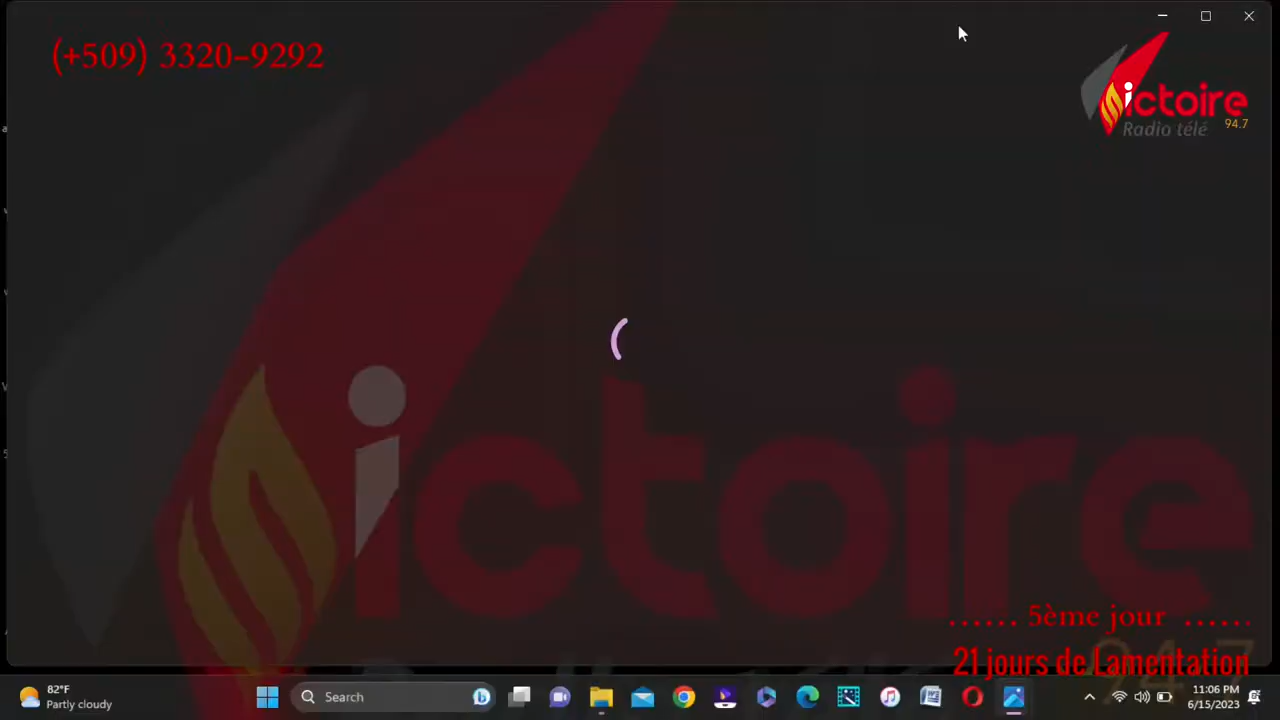 (+509) 3320-9292
ictoire
Radio télé
94.7
ictoire
...... 5ème jour ......
21 jours de Lamentation
82°F
Partly cloudy
Search
11:06 PM
6/15/2023